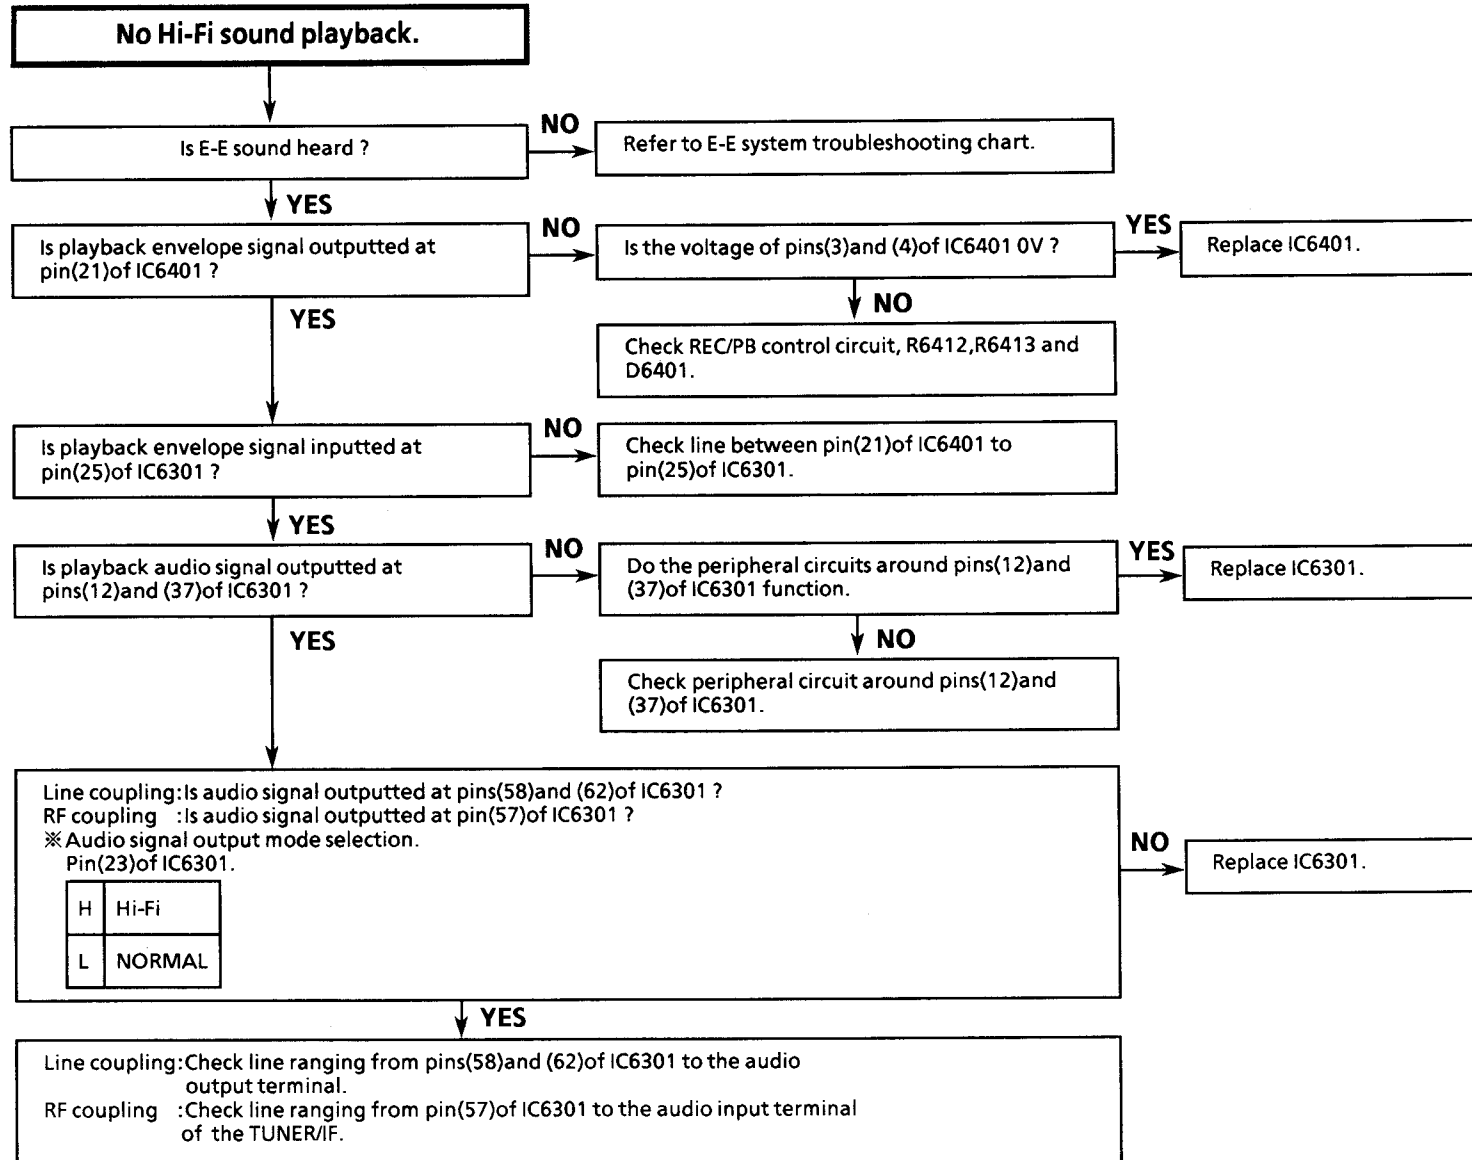 No Hi-Fi sound playback.
Is E-E sound heard ?
NO
Refer to E-E system troubleshooting chart.
YES
Is playback envelope signal outputted at
pin(21)of IC6401 ?
NO
Is the voltage of pins(3)and (4)of IC6401 0V ?
YES
Replace IC6401.
YES
NO
Check REC/PB control circuit, R6412,R6413 and
D6401.
Is playback envelope signal inputted at
pin(25)of IC6301 ?
NO
Check line between pin(21)of IC6401 to
pin(25)of IC6301.
YES
Is playback audio signal outputted at
pins(12)and (37)of IC6301 ?
NO
Do the peripheral circuits around pins(12)and
(37)of IC6301 function.
YES
Replace IC6301.
YES
NO
Check peripheral circuit around pins(12)and
(37)of IC6301.
Line coupling:Is audio signal outputted at pins(58)and (62)of IC6301 ?
RF coupling :Is audio signal outputted at pin(57)of IC6301 ?
※Audio signal output mode selection.
Pin(23)of IC6301.
H Hi-Fi
L NORMAL
NO
Replace IC6301.
YES
Line coupling:Check line ranging from pins(58)and (62)of IC6301 to the audio
output terminal.
RF coupling :Check line ranging from pin(57)of IC6301 to the audio input terminal
of the TUNER/IF.